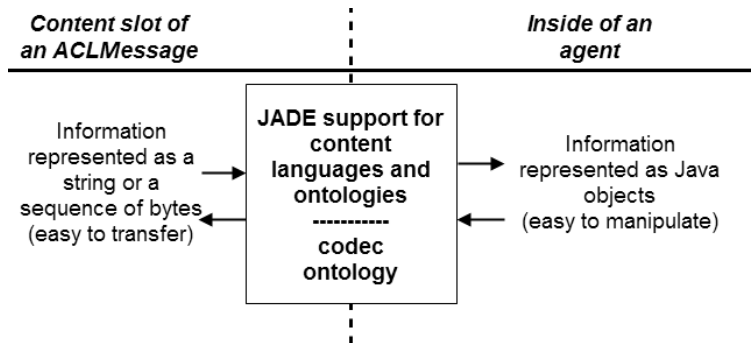 Content slot of
an ACLMessage
Inside of an
agent
Information
represented as a
string or a
sequence of bytes
(easy to transfer)
JADE support for
content
languages and
ontologies
-----------
codec
ontology
Information
represented as Java
objects
(easy to manipulate)